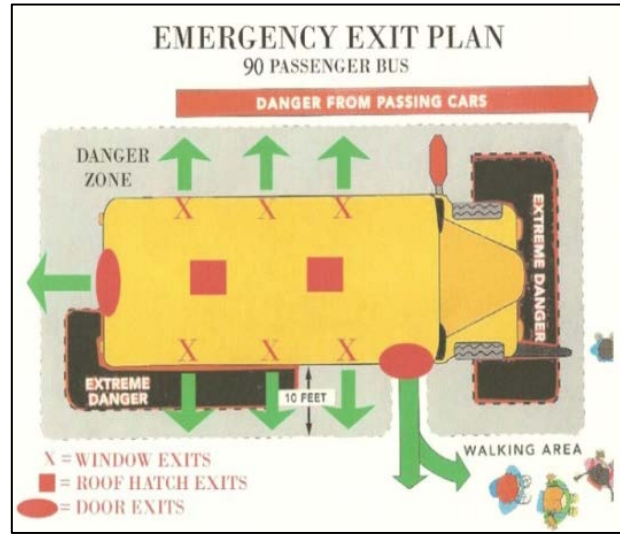 EMERGENCY EXIT PLAN
90 PASSENGER BUS
DANGER FROM PASSING CARS
DANGER
ZONE
X X X
EXTREME DANGER
X X X
EXTREME
DANGER
10 FEET
WALKING AREA
X = WINDOW EXITS
= ROOF HATCH EXITS
= DOOR EXITS